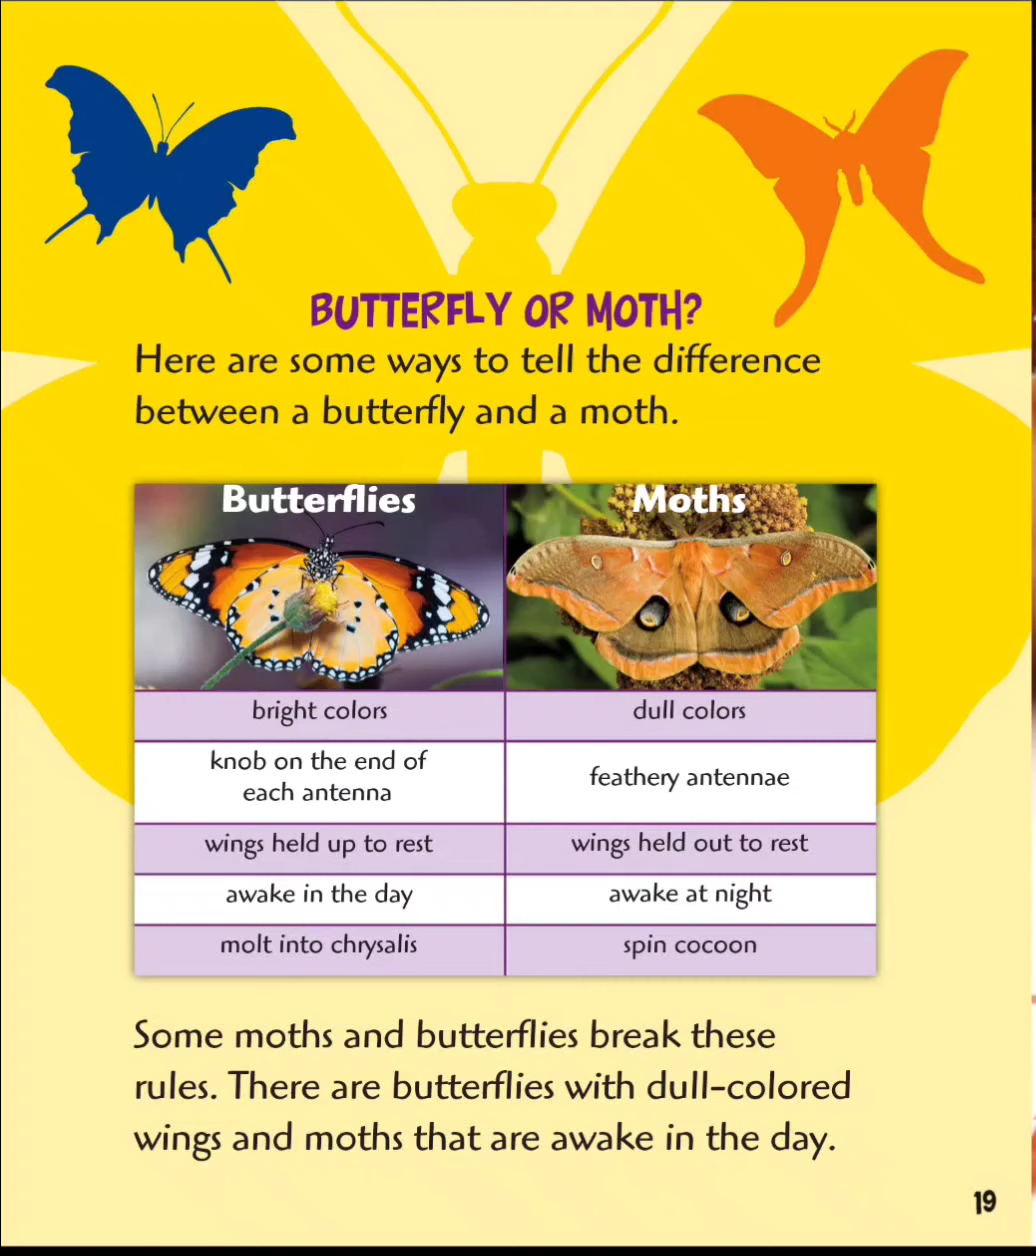 BUTTERFLY OR MOTH?
Here are some ways to tell the difference
between a butterfly and a moth.
Butterflies
Moths
bright colors
dull colors
knob on the end of
each antenna
feathery antennae
wings held up to rest
wings held out to rest
awake in the day
awake at night
molt into chrysalis
spin cocoon
Some moths and butterflies break these
rules. There are butterflies with dull-colored
wings and moths that are awake in the day.
19